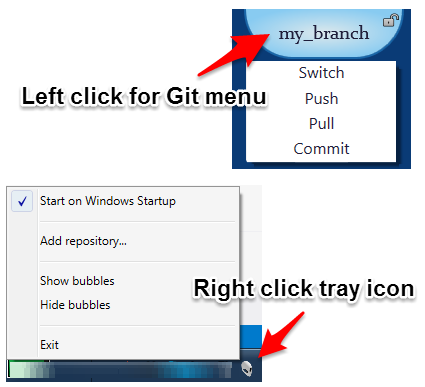 my_branch
Left click for Git menu
Switch
Push
Pull
Commit
Start on Windows Startup
Add repository...
Show bubbles
Hide bubbles
Exit
Right click tray icon